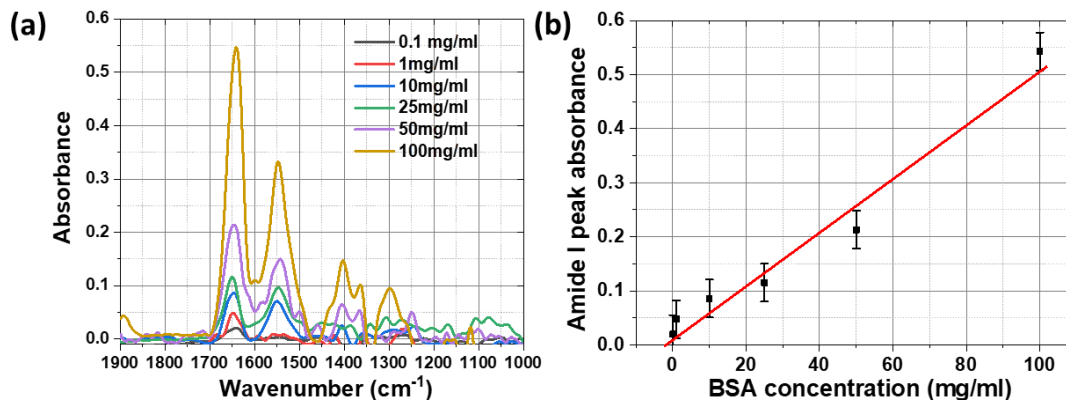 (a)
Absorbance
0.6
0.5
0.4
0.3
0.2
0.1
0.0
0.1 mg/ml
1mg/ml
10mg/ml
25mg/ml
50mg/ml
100mg/ml
1900 1800 1700 1600 1500 1400 1300 1200 1100 1000
Wavenumber (cm-1)
(b)
Amide I peak absorbance
0.6
0.5
0.4
0.3
0.2
0.1
0.0
0 20 40 60 80 100
BSA concentration (mg/ml)